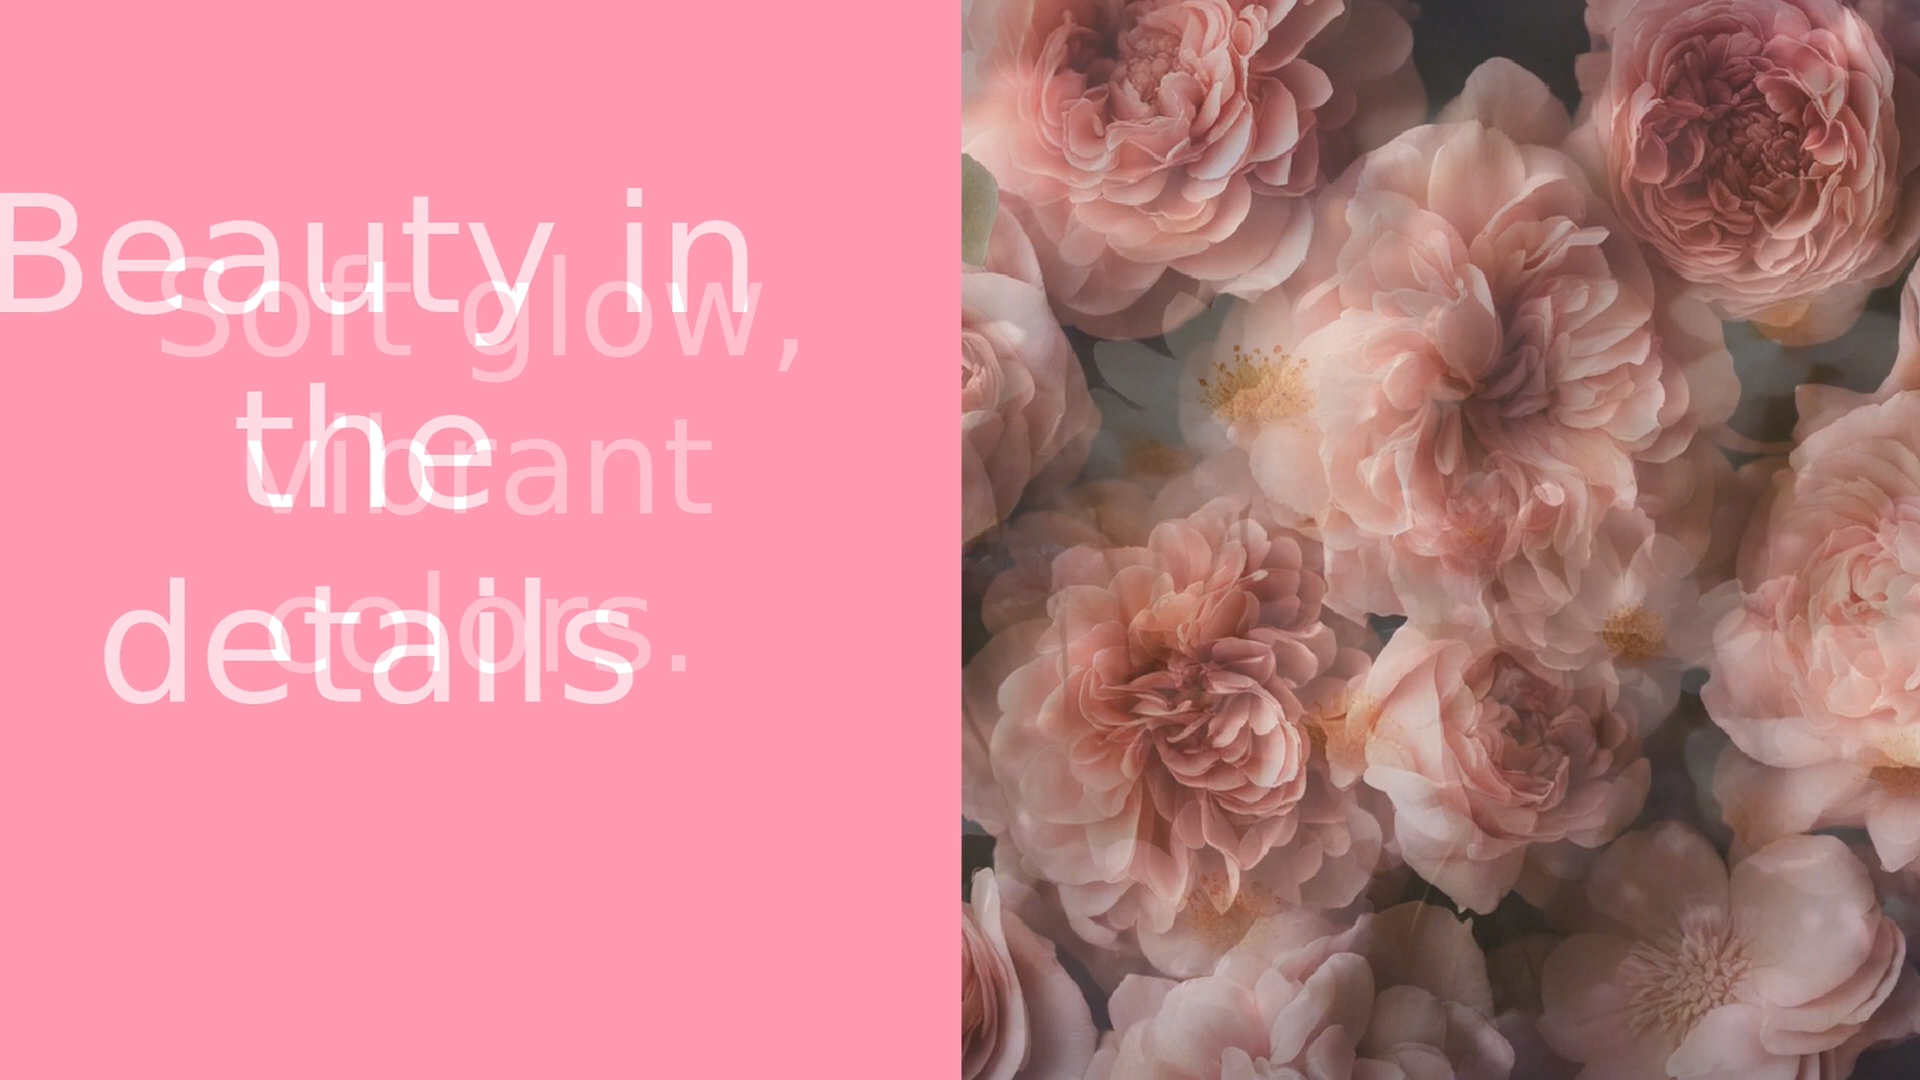 Beauty in
the
details
Soft glow,
vibrant
colors.